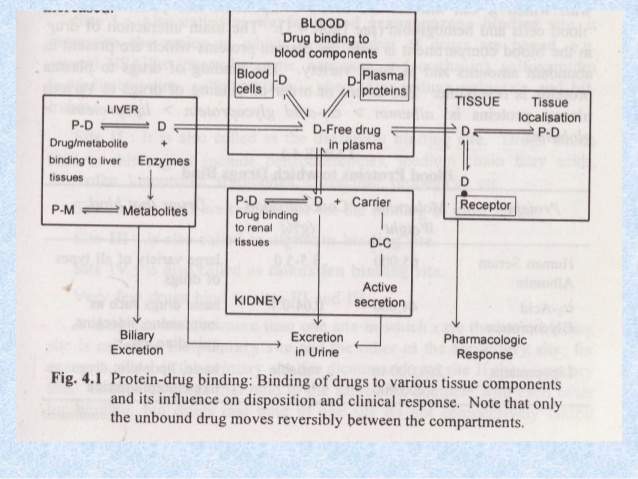 BLOOD
Drug binding to
blood components
Blood
cells
-D
D-
Plasma
proteins
D-Free drug
in plasma
LIVER
P-D ⇌ D
Drug/metabolite
binding to liver
tissues
+
Enzymes
P-M ⇌ Metabolites
TISSUE
Tissue
localisation
D ⇌ P-D
D
Receptor
P-D ⇌ D + Carrier
Drug binding
to renal
tissues
D-C
Active
secretion
KIDNEY
Biliary
Excretion
Excretion
in Urine
Pharmacologic
Response
Fig. 4.1 Protein-drug binding: Binding of drugs to various tissue components
and its influence on disposition and clinical response. Note that only
the unbound drug moves reversibly between the compartments.